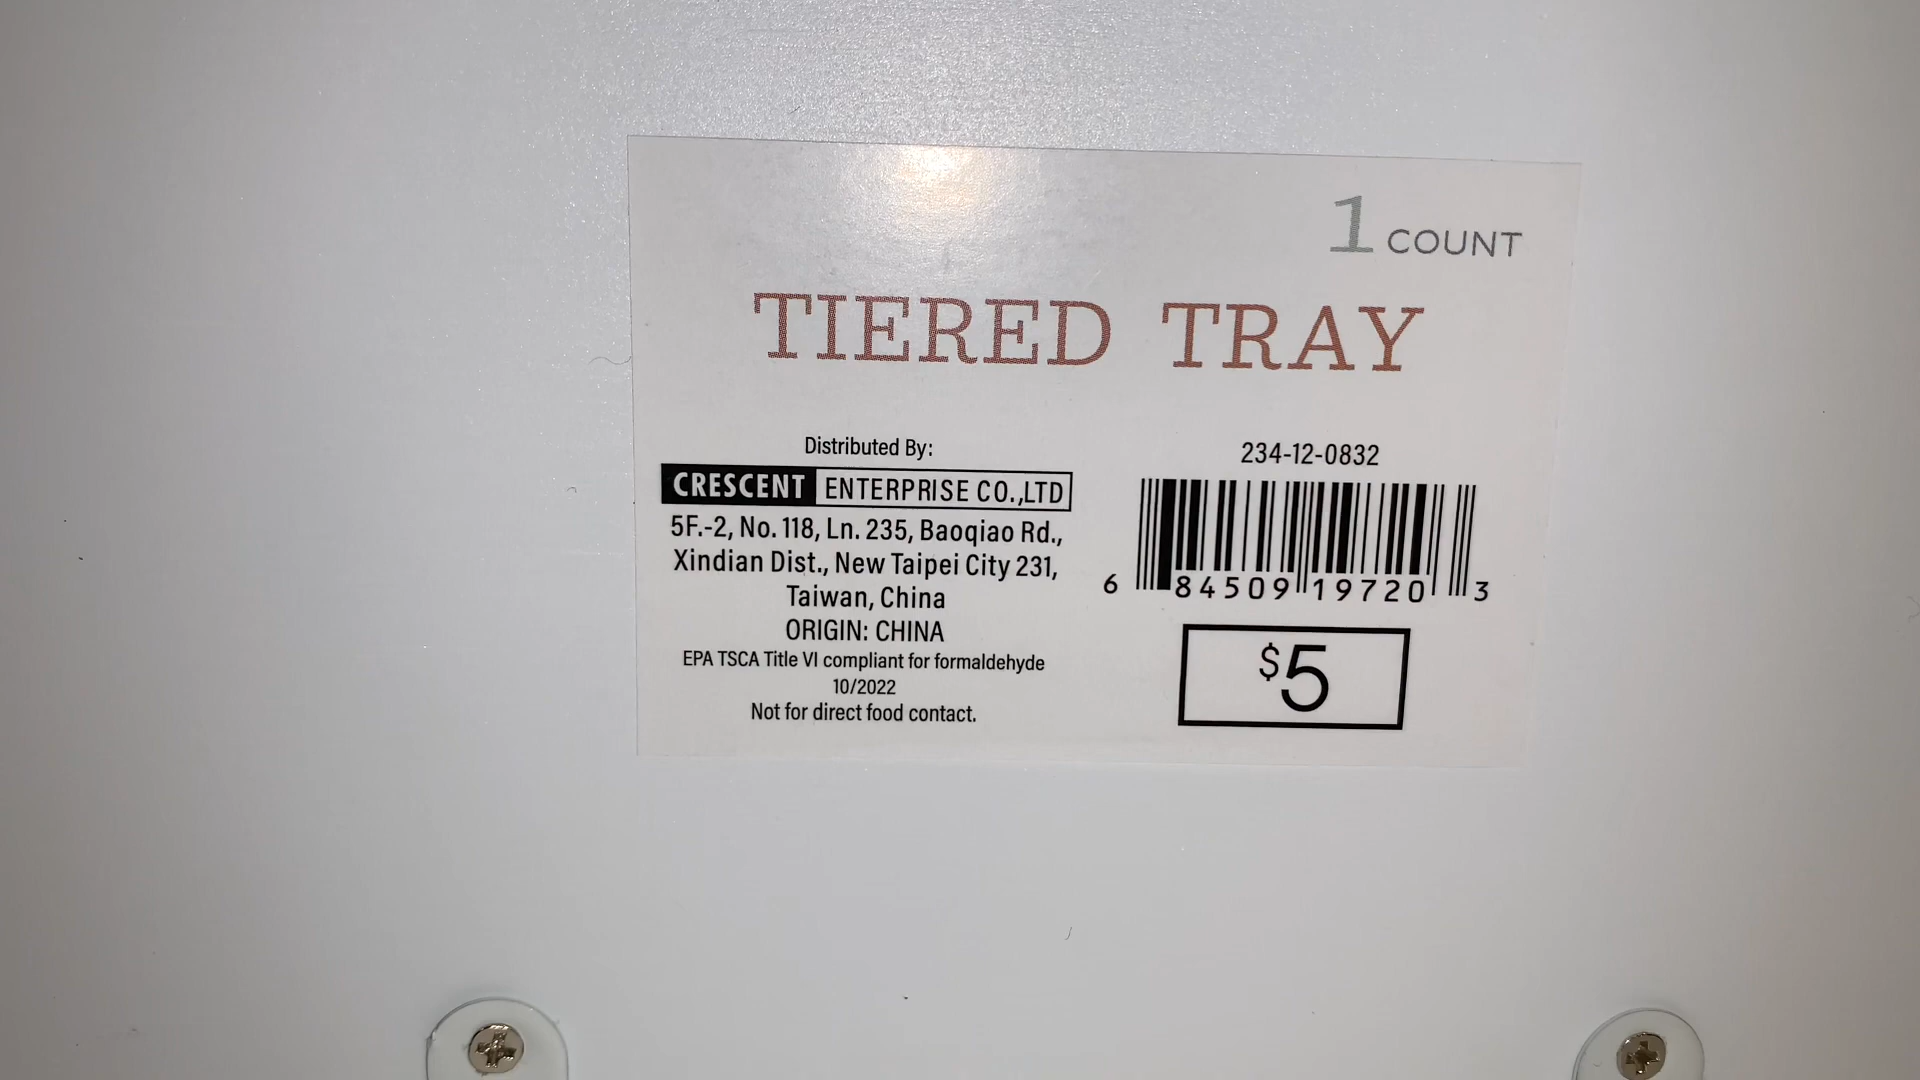 1 COUNT
TIERED TRAY
Distributed By:
CRESCENT ENTERPRISE CO.,LTD
5F.-2, No. 118, Ln. 235, Baoqiao Rd.,
Xindian Dist., New Taipei City 231,
Taiwan, China
ORIGIN: CHINA
EPA TSCA Title VI compliant for formaldehyde
10/2022
Not for direct food contact.
234-12-0832
6 84509 19720 3
$5